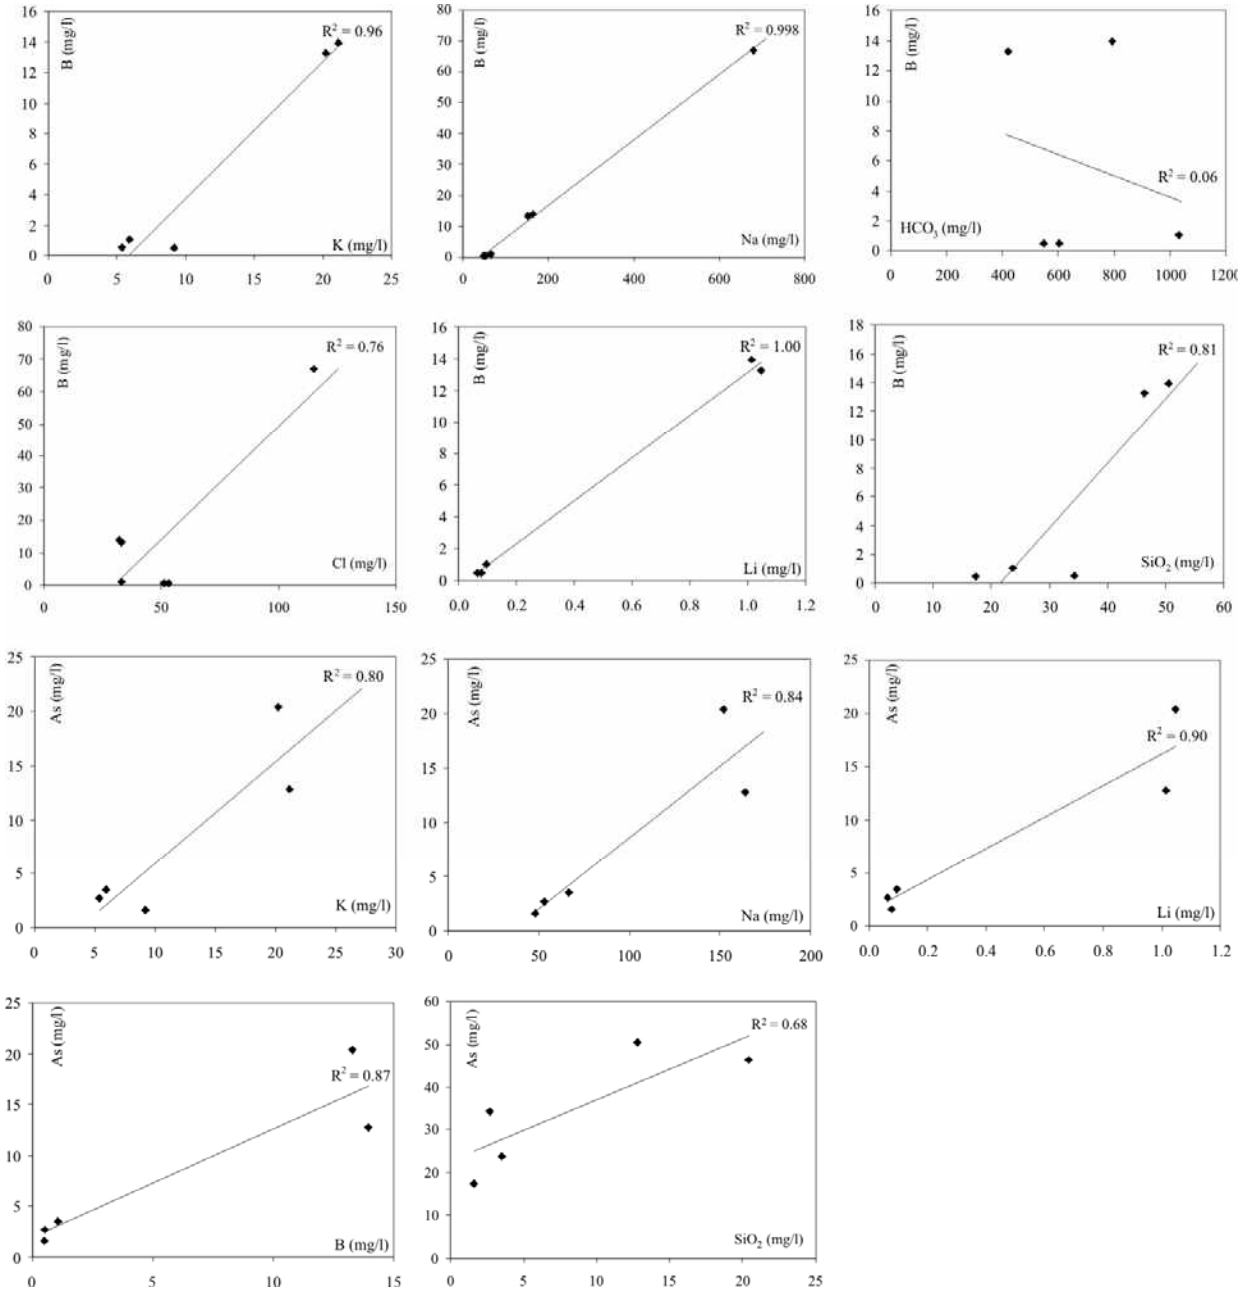 B (mg/l)
R² = 0.96
14
12
10
8
6
4
2
0
K (mg/l)
0 5 10 15 20 25
B (mg/l)
R² = 0.998
80
70
60
50
40
30
20
10
0
Na (mg/l)
0 200 400 600 800
B (mg/l)
16
14
12
10
8
6
4
2
0
R² = 0.06
HCO₃ (mg/l)
0 200 400 600 800 1000 1200
B (mg/l)
R² = 0.76
80
70
60
50
40
30
20
10
0
Cl (mg/l)
0 50 100 150
B (mg/l)
R² = 1.00
16
14
12
10
8
6
4
2
0
Li (mg/l)
0.0 0.2 0.4 0.6 0.8 1.0 1.2
B (mg/l)
R² = 0.81
18
16
14
12
10
8
6
4
2
0
SiO₂ (mg/l)
0 10 20 30 40 50 60
As (mg/l)
R² = 0.80
25
20
15
10
5
0
K (mg/l)
0 5 10 15 20 25 30
As (mg/l)
R² = 0.84
25
20
15
10
5
0
Na (mg/l)
0 50 100 150 200
As (mg/l)
R² = 0.90
25
20
15
10
5
0
Li (mg/l)
0.0 0.2 0.4 0.6 0.8 1.0 1.2
As (mg/l)
R² = 0.87
25
20
15
10
5
0
B (mg/l)
0 5 10 15
As (mg/l)
R² = 0.68
60
50
40
30
20
10
0
SiO₂ (mg/l)
0 5 10 15 20 25